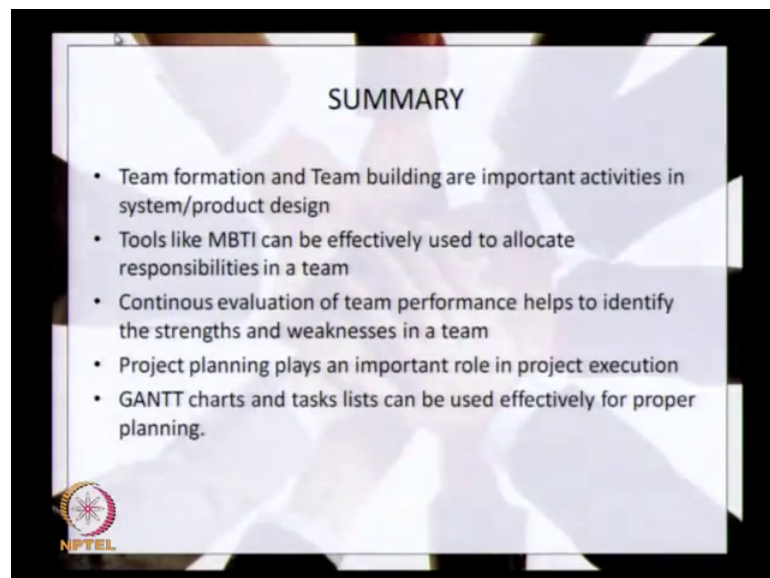 SUMMARY
• Team formation and Team building are important activities in
system/product design
• Tools like MBTI can be effectively used to allocate
responsibilities in a team
• Continous evaluation of team performance helps to identify
the strengths and weaknesses in a team
• Project planning plays an important role in project execution
• GANTT charts and tasks lists can be used effectively for proper
planning.
NPTEL